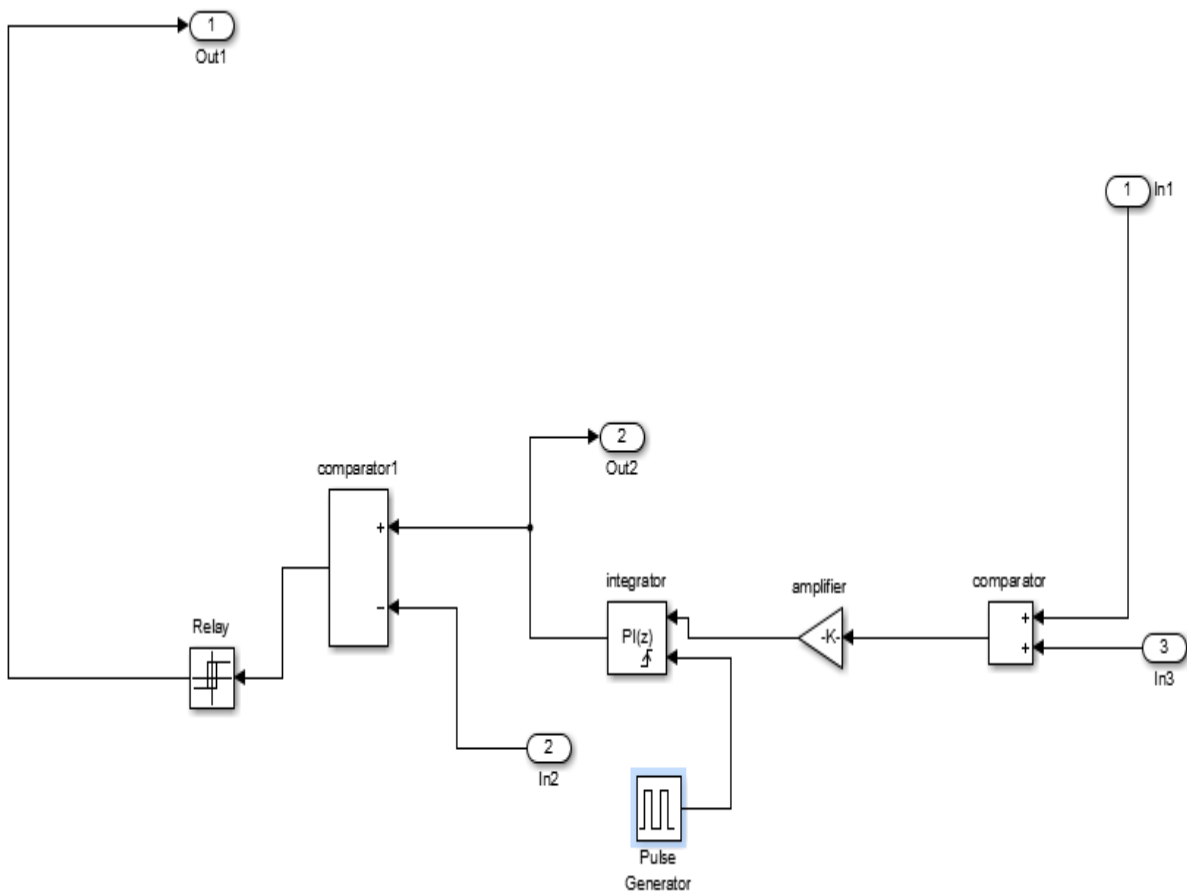 1
Out1
1
In1
2
Out2
comparator1
+
−
integrator
PI(z)
amplifier
-K-
comparator
+
+
3
In3
Relay
2
In2
Pulse
Generator